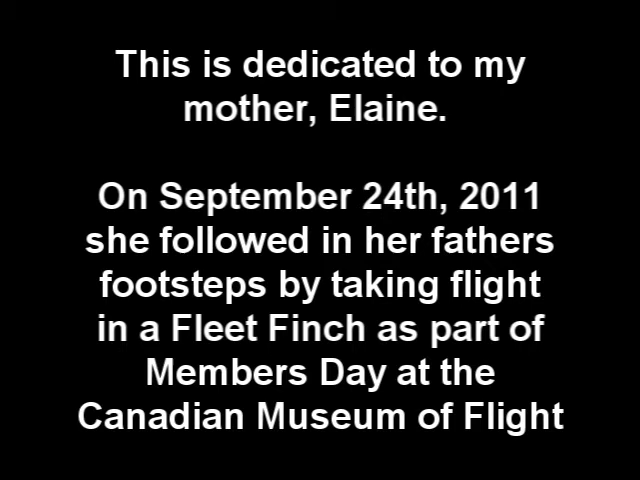 This is dedicated to my
mother, Elaine.
On September 24th, 2011
she followed in her fathers
footsteps by taking flight
in a Fleet Finch as part of
Members Day at the
Canadian Museum of Flight